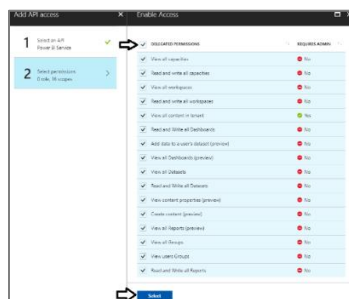 Add API access
Enable Access
1 Select an API
Power BI Service
2 Select permissions
0 role, 16 scopes
DELEGATED PERMISSIONS REQUIRES ADMIN
View all capacities No
Read and write all capacities No
View all workspaces No
Read and write all workspaces No
View all content in tenant Yes
Read and Write all Dashboards No
Add data to a user's dataset (preview) No
View all Dashboards (preview) No
View all Datasets No
Read and Write all Datasets No
View content properties (preview) No
Create content (preview) No
View all Reports (preview) No
View all Groups No
View users Groups No
Read and Write all Reports No
Select